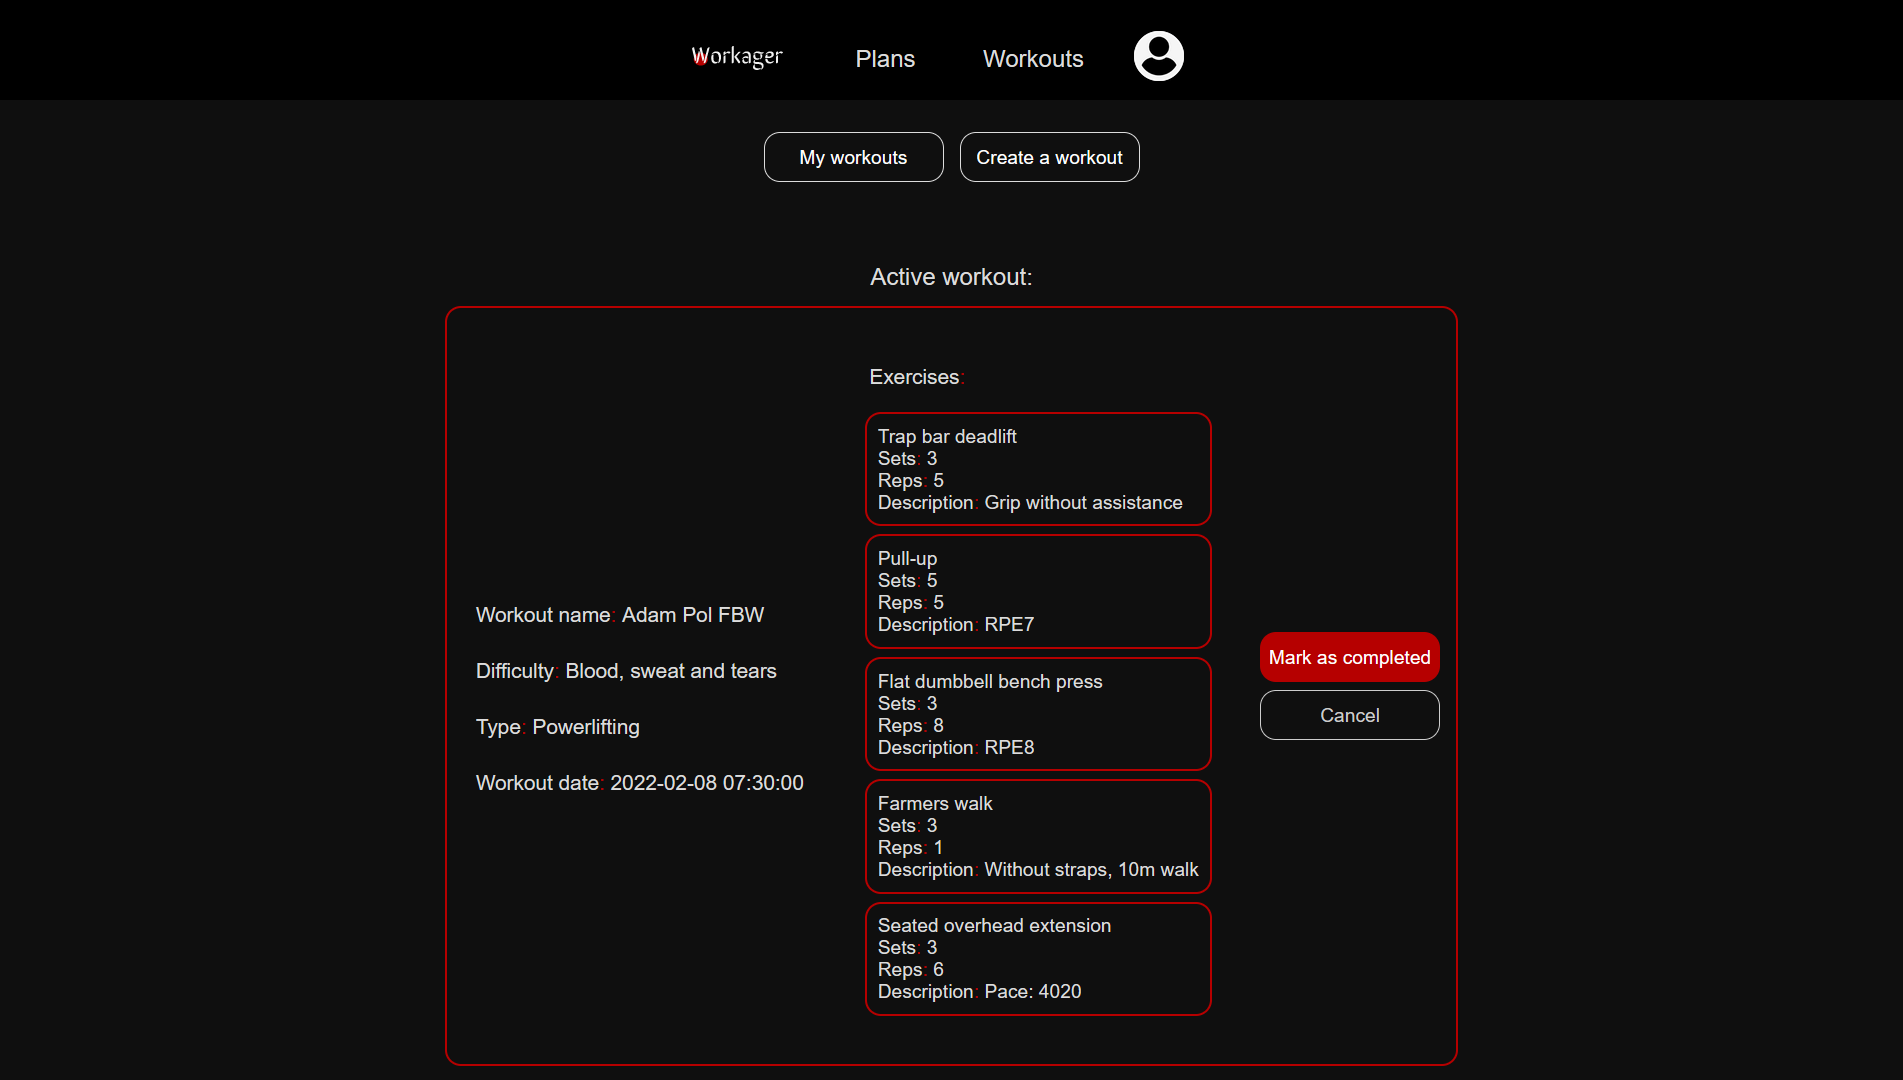 Workager
Plans
Workouts
My workouts
Create a workout
Active workout:
Exercises:
Trap bar deadlift
Sets: 3
Reps: 5
Description: Grip without assistance
Pull-up
Sets: 5
Reps: 5
Description: RPE7
Flat dumbbell bench press
Sets: 3
Reps: 8
Description: RPE8
Farmers walk
Sets: 3
Reps: 1
Description: Without straps, 10m walk
Seated overhead extension
Sets: 3
Reps: 6
Description: Pace: 4020
Workout name: Adam Pol FBW
Difficulty: Blood, sweat and tears
Type: Powerlifting
Workout date: 2022-02-08 07:30:00
Mark as completed
Cancel